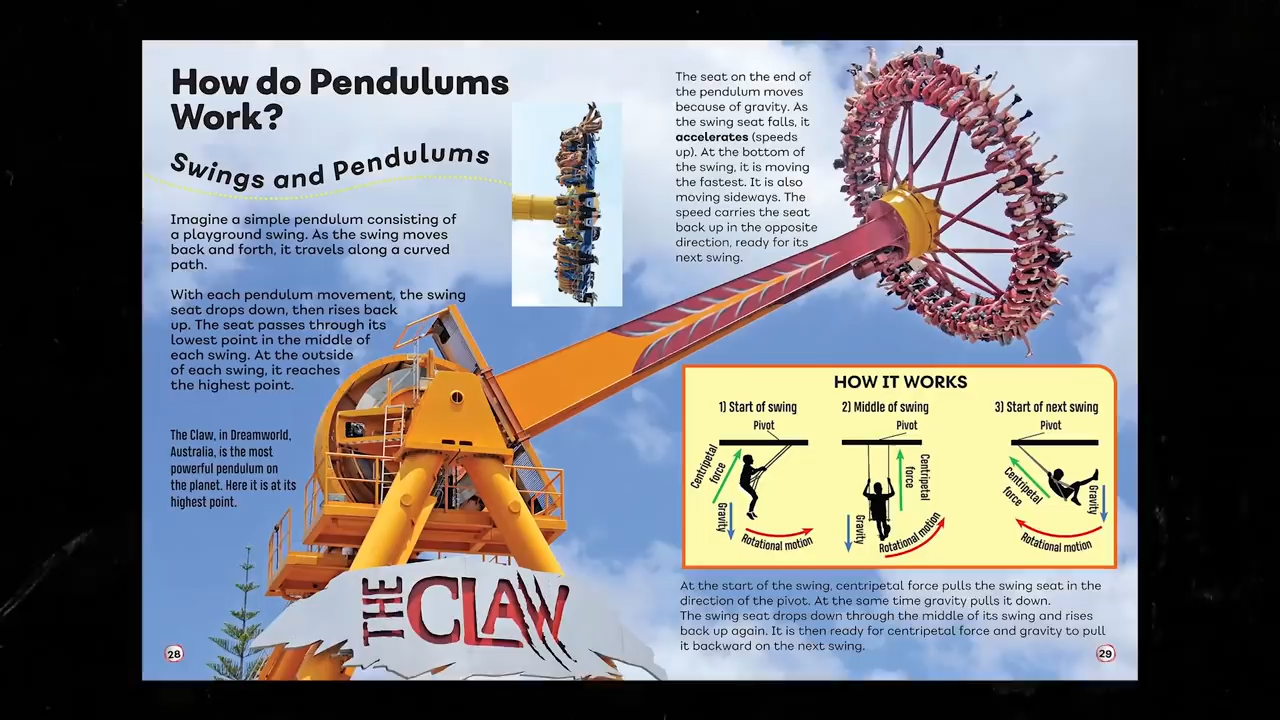 How do Pendulums
Work?
Swings and Pendulums
Imagine a simple pendulum consisting of
a playground swing. As the swing moves
back and forth, it travels along a curved
path.
With each pendulum movement, the swing
seat drops down, then rises back
up. The seat passes through its
lowest point in the middle of
each swing. At the outside
of each swing, it reaches
the highest point.
The Claw, in Dreamworld,
Australia, is the most
powerful pendulum on
the planet. Here it is at its
highest point.
THE CLAW
28
The seat on the end of
the pendulum moves
because of gravity. As
the swing seat falls, it
accelerates (speeds
up). At the bottom of
the swing, it is moving
the fastest. It is also
moving sideways. The
speed carries the seat
back up in the opposite
direction, ready for its
next swing.
HOW IT WORKS
1) Start of swing
Pivot
Centripetal
force
Gravity
Rotational motion
2) Middle of swing
Pivot
Centripetal
force
Gravity
Rotational motion
3) Start of next swing
Pivot
Centripetal
force
Gravity
Rotational motion
At the start of the swing, centripetal force pulls the swing seat in the
direction of the pivot. At the same time gravity pulls it down.
The swing seat drops down through the middle of its swing and rises
back up again. It is then ready for centripetal force and gravity to pull
it backward on the next swing.
29